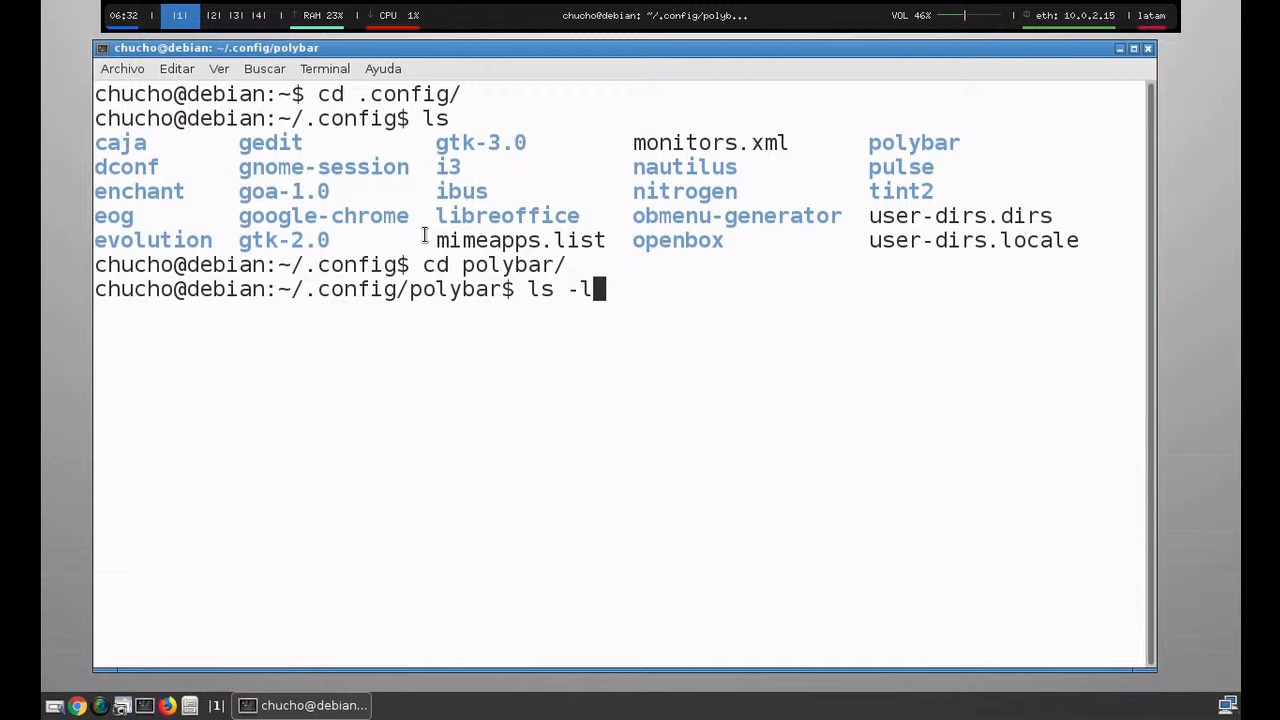 06:32 | |1| |2| |3| |4| | ↑ RAM 23% ↓ CPU 1% chucho@debian: ~/.config/polyb... VOL 46% | eth: 10.0.2.15 | latam
chucho@debian: ~/.config/polybar
Archivo Editar Ver Buscar Terminal Ayuda
chucho@debian:~$ cd .config/
chucho@debian:~/.config$ ls
caja gedit gtk-3.0 monitors.xml polybar
dconf gnome-session i3 nautilus pulse
enchant goa-1.0 ibus nitrogen tint2
eog google-chrome libreoffice obmenu-generator user-dirs.dirs
evolution gtk-2.0 mimeapps.list openbox user-dirs.locale
chucho@debian:~/.config$ cd polybar/
chucho@debian:~/.config/polybar$ ls -l
|1| chucho@debian...